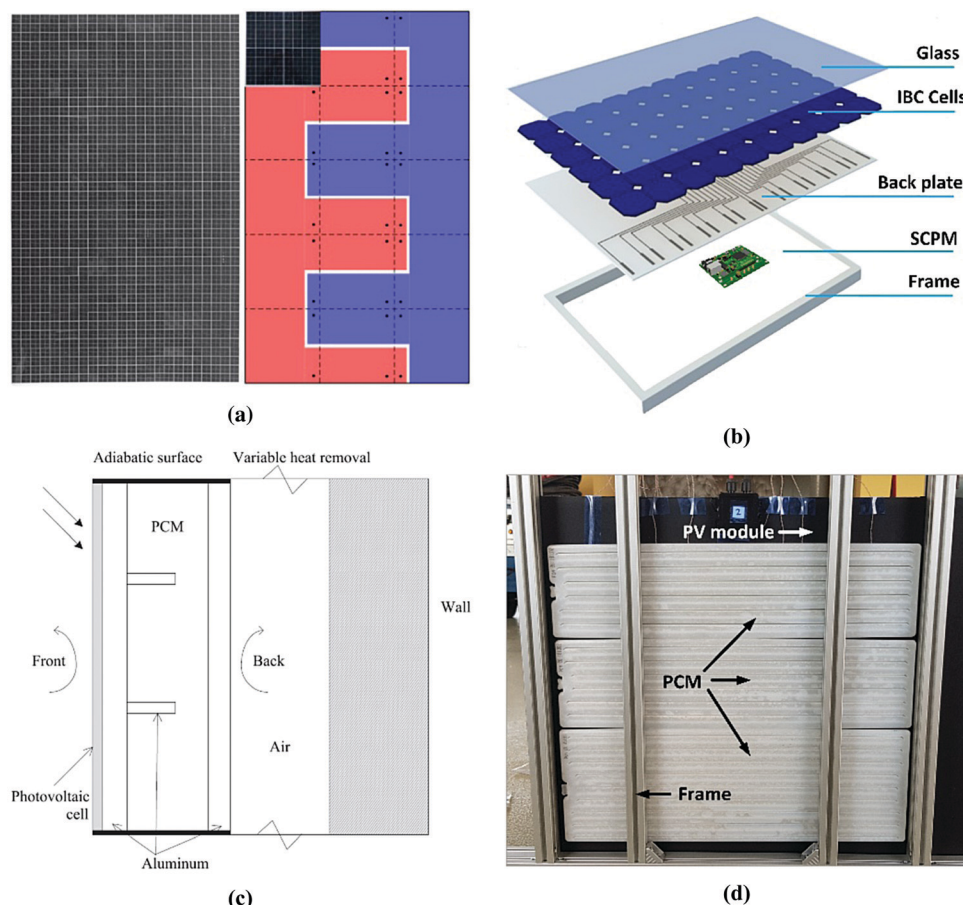 (a)
Glass
IBC Cells
Back plate
SCPM
Frame
(b)
Adiabatic surface
Variable heat removal
PCM
Wall
Front
Back
Air
Photovoltaic
cell
Aluminum
(c)
2
PV module
PCM
Frame
(d)